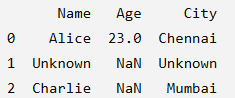 Name Age City
0 Alice 23.0 Chennai
1 Unknown NaN Unknown
2 Charlie NaN Mumbai